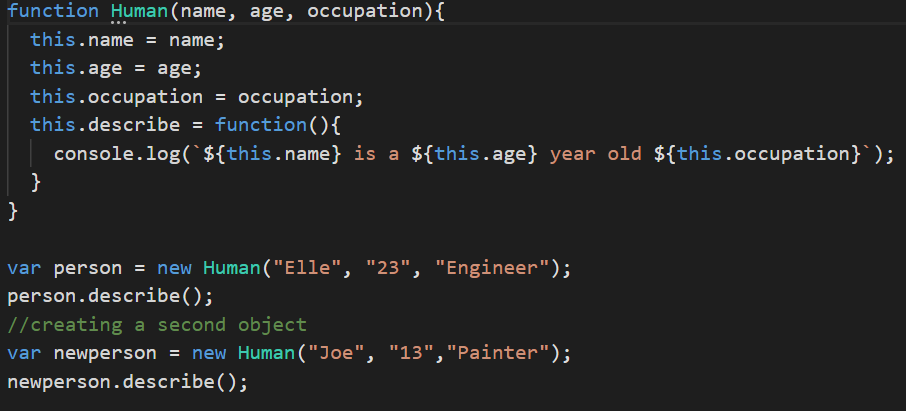 function Human(name, age, occupation){
  this.name = name;
  this.age = age;
  this.occupation = occupation;
  this.describe = function(){
    console.log(`${this.name} is a ${this.age} year old ${this.occupation}`);
  }
}

var person = new Human("Elle", "23", "Engineer");
person.describe();
//creating a second object
var newperson = new Human("Joe", "13","Painter");
newperson.describe();